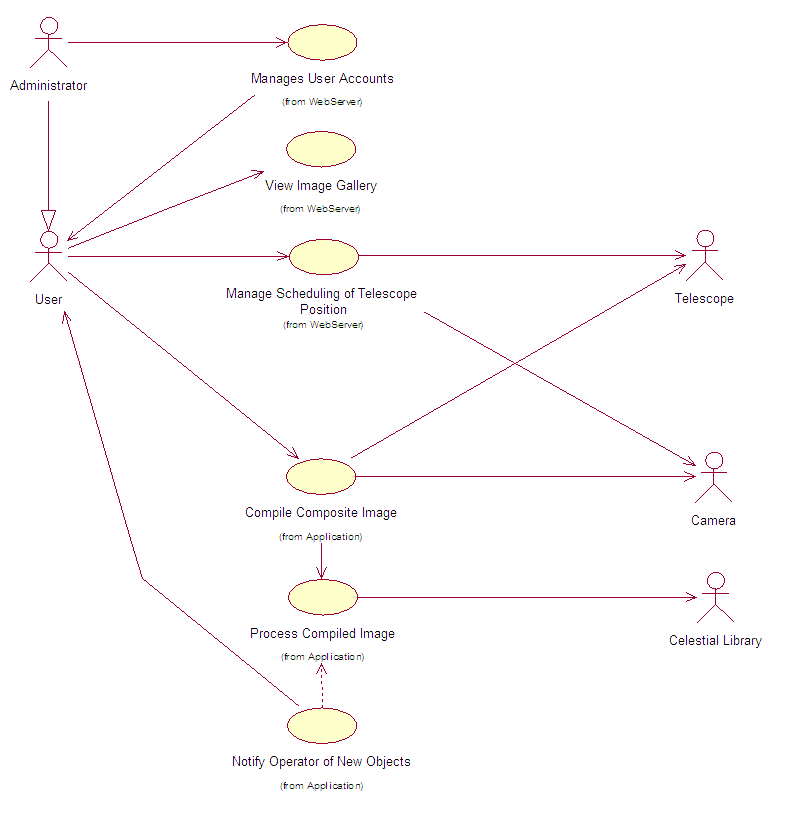 Administrator
Manages User Accounts
(from WebServer)
View Image Gallery
(from WebServer)
User
Manage Scheduling of Telescope
Position
(from WebServer)
Telescope
Compile Composite Image
(from Application)
Camera
Process Compiled Image
(from Application)
Celestial Library
Notify Operator of New Objects
(from Application)